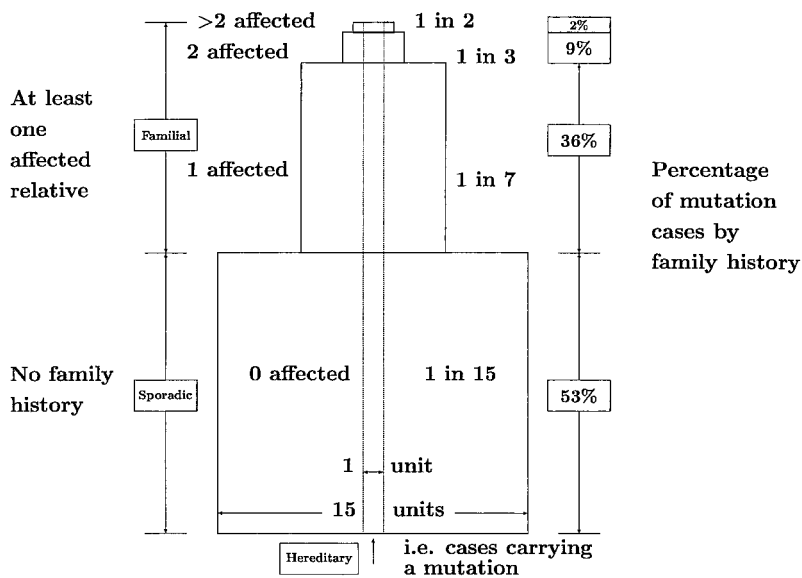 >2 affected
1 in 2
2%
2 affected
1 in 3
9%
At least
one
affected
relative
Familial
1 affected
1 in 7
36%
Percentage
of mutation
cases by
family history
No family
history
Sporadic
0 affected
1 in 15
53%
1 unit
15 units
Hereditary
i.e. cases carrying
a mutation